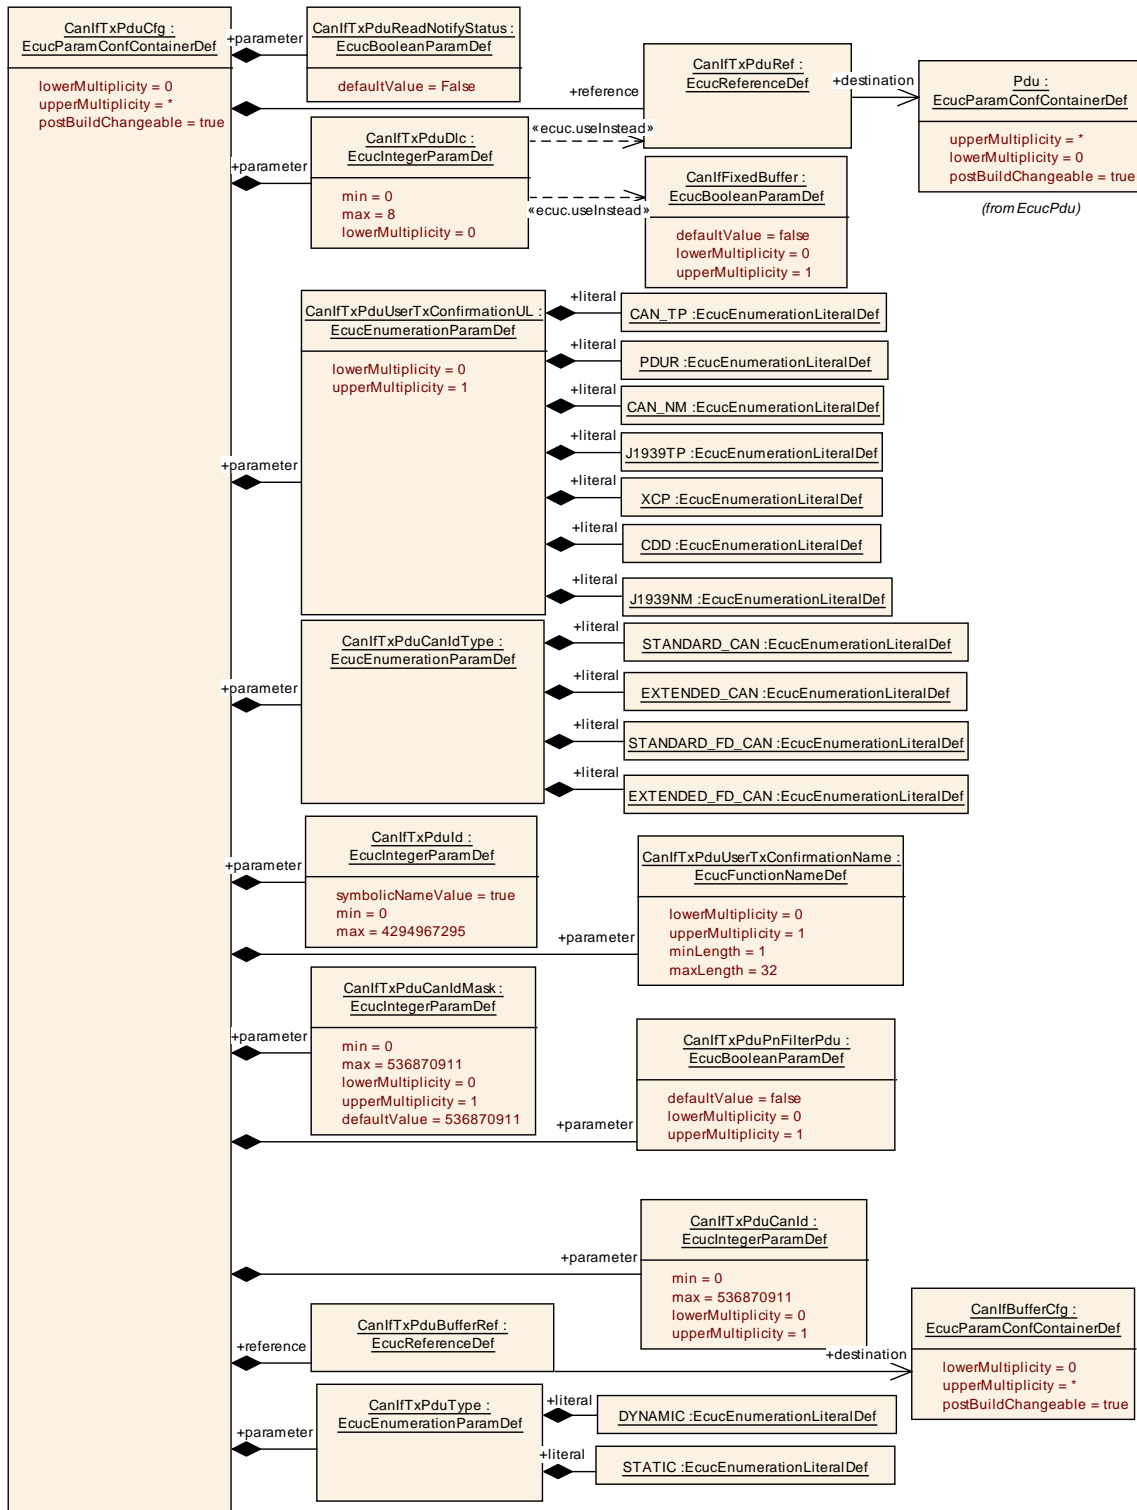 CanIfTxPduCfg :
EcucParamConfContainerDef
lowerMultiplicity = 0
upperMultiplicity = *
postBuildChangeable = true
+parameter
CanIfTxPduReadNotifyStatus :
EcucBooleanParamDef
defaultValue = False
+reference
CanIfTxPduRef :
EcucReferenceDef
+destination
Pdu :
EcucParamConfContainerDef
upperMultiplicity = *
lowerMultiplicity = 0
postBuildChangeable = true
(from EcucPdu)
+parameter
CanIfTxPduDlc :
EcucIntegerParamDef
min = 0
max = 8
lowerMultiplicity = 0
«ecuc.useInstead»
«ecuc.useInstead»
CanIfFixedBuffer :
EcucBooleanParamDef
defaultValue = false
lowerMultiplicity = 0
upperMultiplicity = 1
+parameter
CanIfTxPduUserTxConfirmationUL :
EcucEnumerationParamDef
lowerMultiplicity = 0
upperMultiplicity = 1
+literal
CAN_TP :EcucEnumerationLiteralDef
+literal
PDUR :EcucEnumerationLiteralDef
+literal
CAN_NM :EcucEnumerationLiteralDef
+literal
J1939TP :EcucEnumerationLiteralDef
+literal
XCP :EcucEnumerationLiteralDef
+literal
CDD :EcucEnumerationLiteralDef
+literal
J1939NM :EcucEnumerationLiteralDef
+parameter
CanIfTxPduCanIdType :
EcucEnumerationParamDef
+literal
STANDARD_CAN :EcucEnumerationLiteralDef
+literal
EXTENDED_CAN :EcucEnumerationLiteralDef
+literal
STANDARD_FD_CAN :EcucEnumerationLiteralDef
+literal
EXTENDED_FD_CAN :EcucEnumerationLiteralDef
+parameter
CanIfTxPduId :
EcucIntegerParamDef
symbolicNameValue = true
min = 0
max = 4294967295
+parameter
CanIfTxPduUserTxConfirmationName :
EcucFunctionNameDef
lowerMultiplicity = 0
upperMultiplicity = 1
minLength = 1
maxLength = 32
+parameter
CanIfTxPduCanIdMask :
EcucIntegerParamDef
min = 0
max = 536870911
lowerMultiplicity = 0
upperMultiplicity = 1
defaultValue = 536870911
+parameter
CanIfTxPduPnFilterPdu :
EcucBooleanParamDef
defaultValue = false
lowerMultiplicity = 0
upperMultiplicity = 1
+parameter
CanIfTxPduCanId :
EcucIntegerParamDef
min = 0
max = 536870911
lowerMultiplicity = 0
upperMultiplicity = 1
+reference
CanIfTxPduBufferRef :
EcucReferenceDef
+destination
CanIfBufferCfg :
EcucParamConfContainerDef
lowerMultiplicity = 0
upperMultiplicity = *
postBuildChangeable = true
+parameter
CanIfTxPduType :
EcucEnumerationParamDef
+literal
DYNAMIC :EcucEnumerationLiteralDef
+literal
STATIC :EcucEnumerationLiteralDef